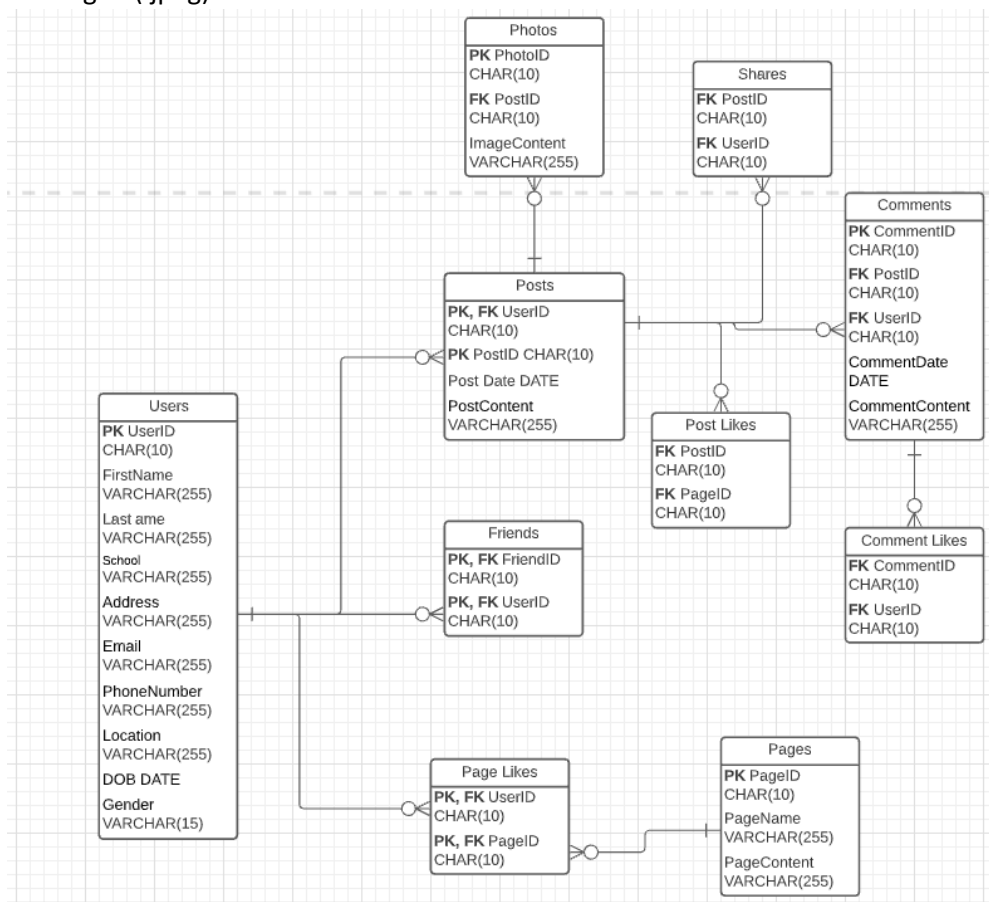 Photos
PK PhotoID
CHAR(10)
FK PostID
CHAR(10)
ImageContent
VARCHAR(255)
Shares
FK PostID
CHAR(10)
FK UserID
CHAR(10)
Comments
PK CommentID
CHAR(10)
FK PostID
CHAR(10)
FK UserID
CHAR(10)
CommentDate
DATE
CommentContent
VARCHAR(255)
Posts
PK, FK UserID
CHAR(10)
PK PostID CHAR(10)
Post Date DATE
PostContent
VARCHAR(255)
Users
PK UserID
CHAR(10)
FirstName
VARCHAR(255)
Last ame
VARCHAR(255)
School
VARCHAR(255)
Address
VARCHAR(255)
Email
VARCHAR(255)
PhoneNumber
VARCHAR(255)
Location
VARCHAR(255)
DOB DATE
Gender
VARCHAR(15)
Post Likes
FK PostID
CHAR(10)
FK PageID
CHAR(10)
Friends
PK, FK FriendID
CHAR(10)
PK, FK UserID
CHAR(10)
Comment Likes
FK CommentID
CHAR(10)
FK UserID
CHAR(10)
Page Likes
PK, FK UserID
CHAR(10)
PK, FK PageID
CHAR(10)
Pages
PK PageID
CHAR(10)
PageName
VARCHAR(255)
PageContent
VARCHAR(255)